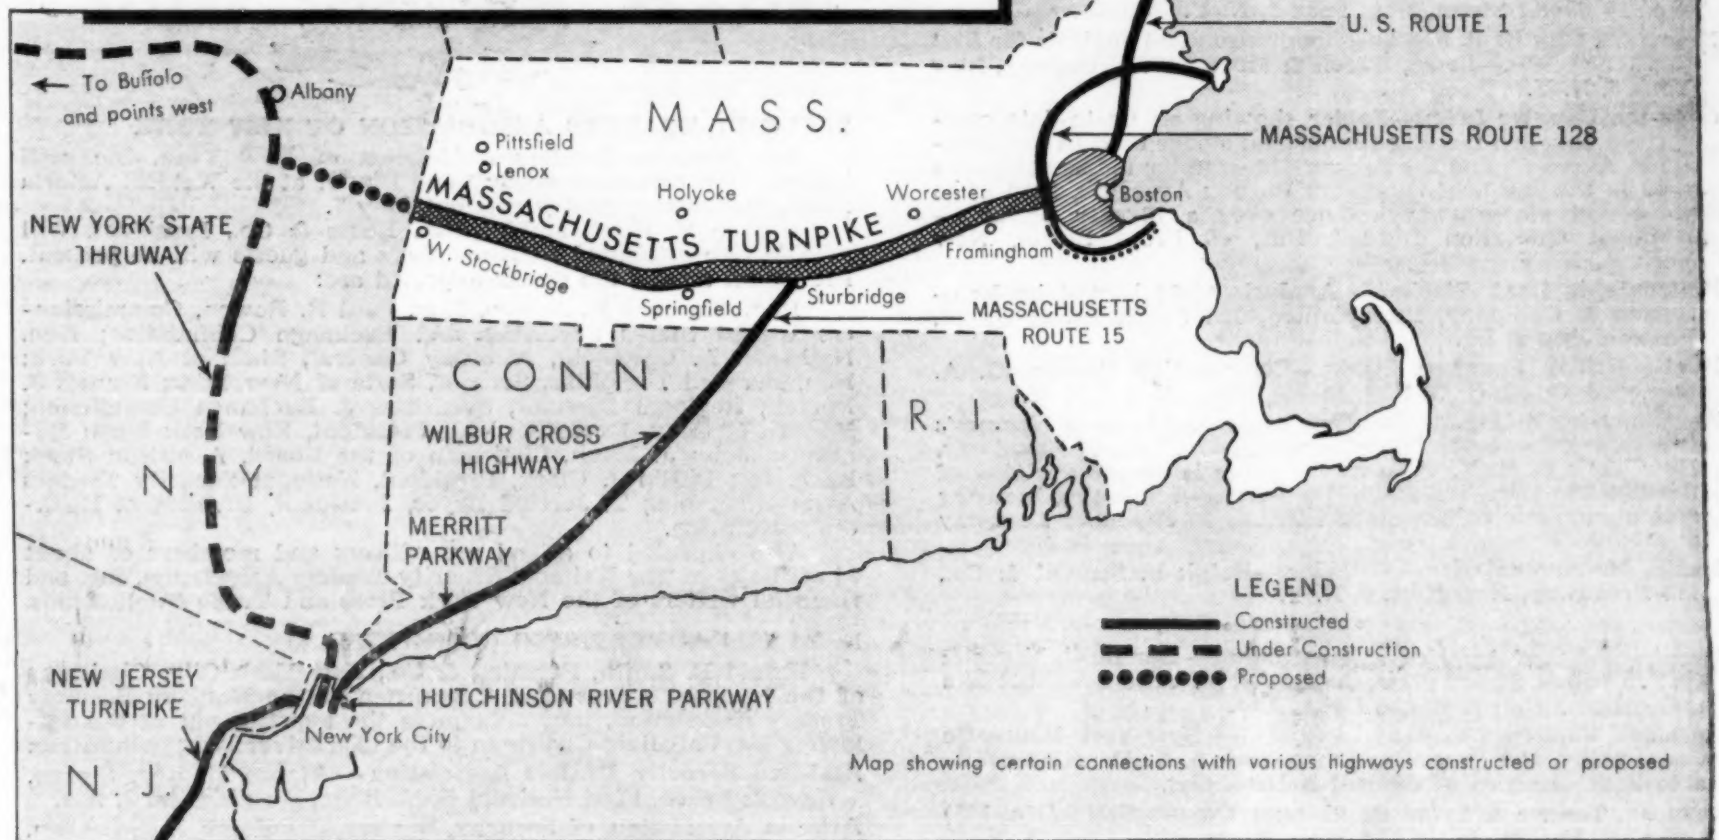 U. S. ROUTE 1
To Buffalo
and points west
Albany
MASS.
MASSACHUSETTS ROUTE 128
Pittsfield
Lenox
Holyoke
Worcester
Boston
MASSACHUSETTS TURNPIKE
NEW YORK STATE
THRUWAY
W. Stockbridge
Framingham
Springfield
Sturbridge
MASSACHUSETTS
ROUTE 15
CONN
R. I.
WILBUR CROSS
HIGHWAY
N. Y.
MERRITT
PARKWAY
LEGEND
Constructed
Under Construction
Proposed
NEW JERSEY
TURNPIKE
HUTCHINSON RIVER PARKWAY
New York City
N. J.
Map showing certain connections with various highways constructed or proposed